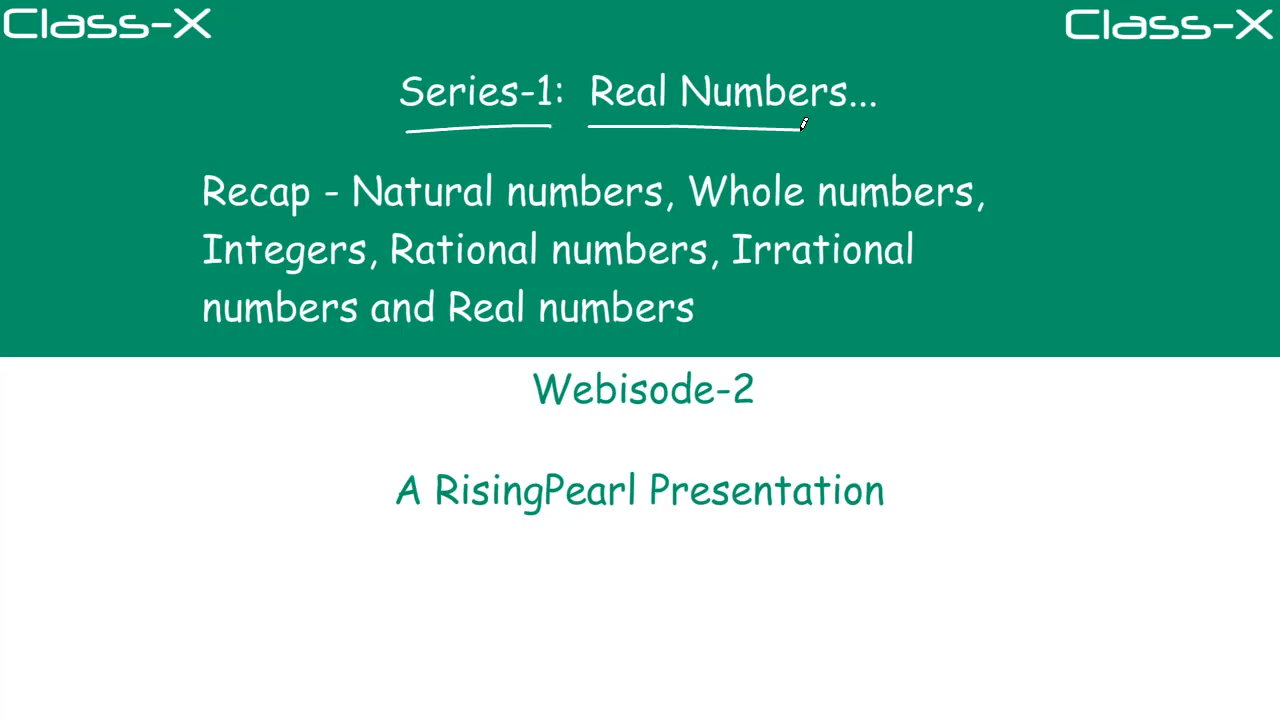 Class-X Class-X
Series-1: Real Numbers...
Recap - Natural numbers, Whole numbers,
Integers, Rational numbers, Irrational
numbers and Real numbers
Webisode-2
A RisingPearl Presentation